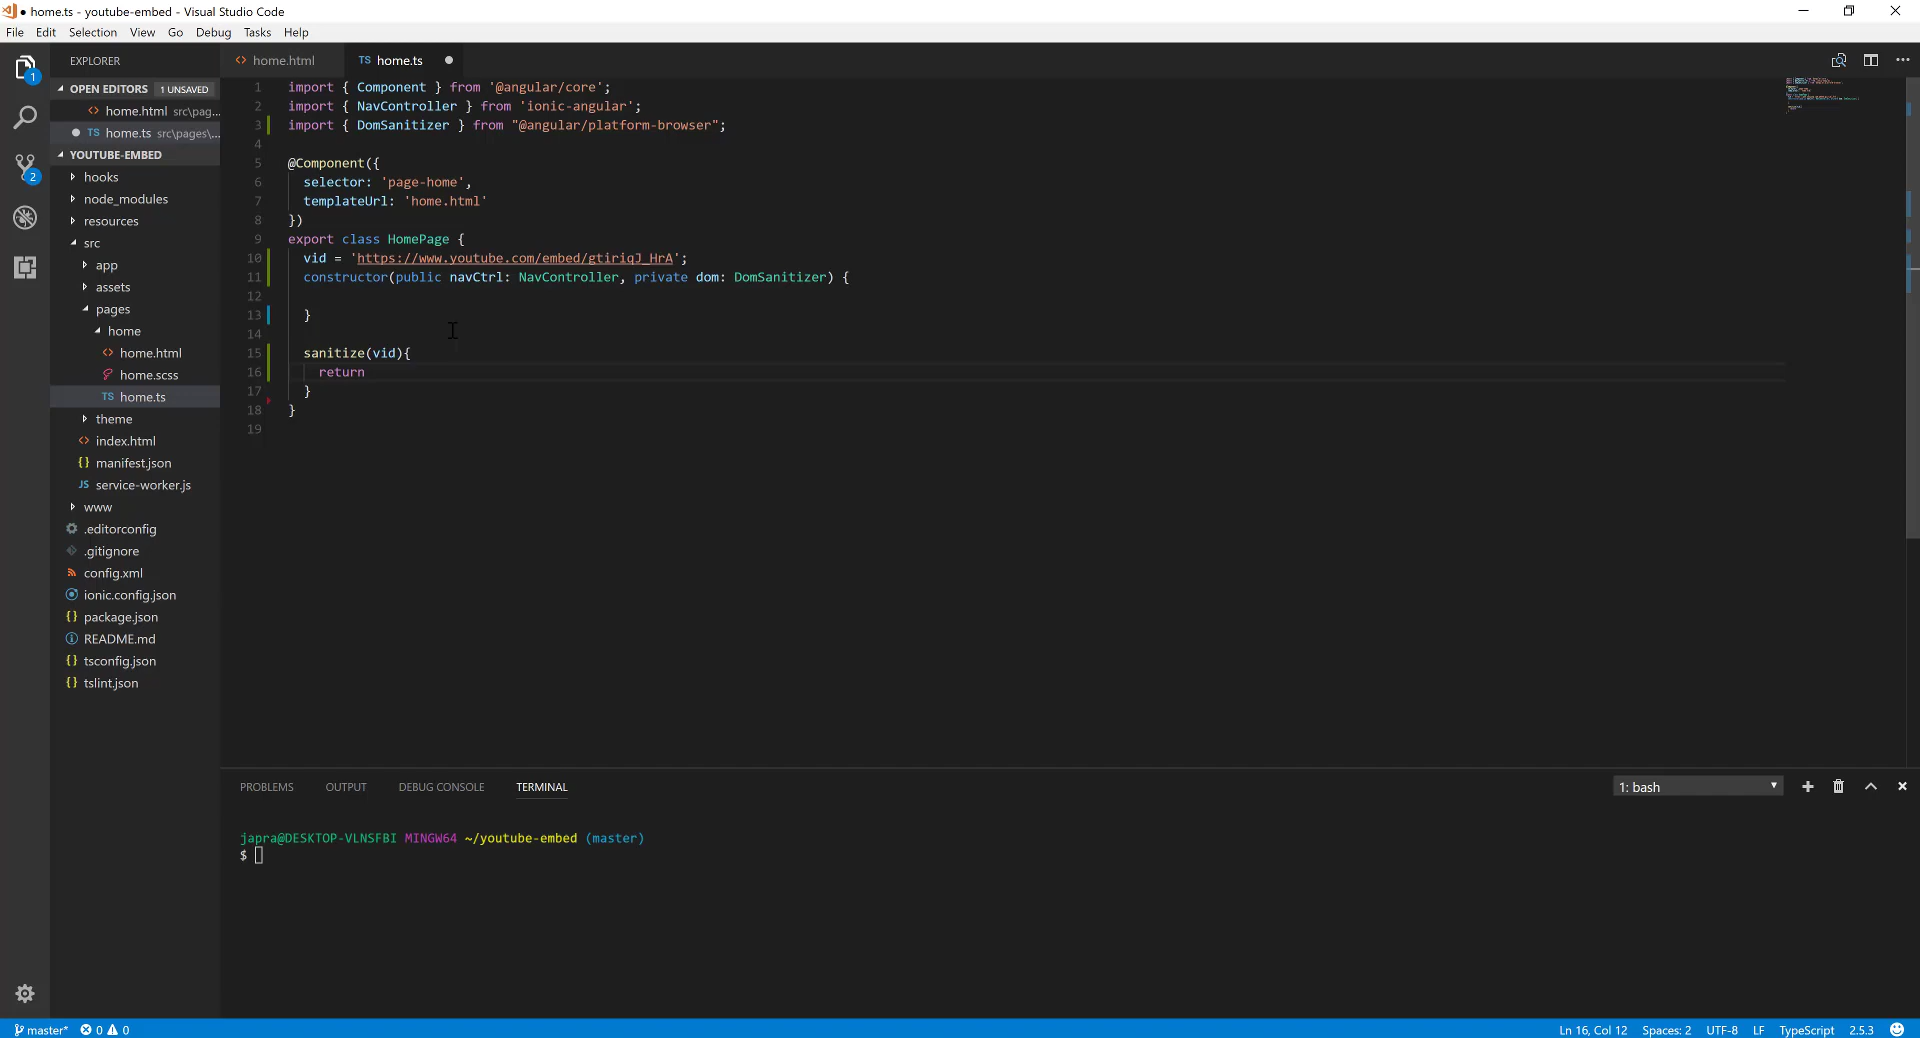 ● home.ts - youtube-embed - Visual Studio Code
File Edit Selection View Go Debug Tasks Help
EXPLORER
home.html
TS home.ts
OPEN EDITORS 1 UNSAVED
home.html src\pag...
TS home.ts src\pages\...
YOUTUBE-EMBED
hooks
node_modules
resources
src
app
assets
pages
home
home.html
home.scss
TS home.ts
theme
index.html
{} manifest.json
JS service-worker.js
www
.editorconfig
.gitignore
config.xml
ionic.config.json
{} package.json
README.md
{} tsconfig.json
{} tslint.json
1
2
1 import { Component } from '@angular/core';
2 import { NavController } from 'ionic-angular';
3 import { DomSanitizer } from "@angular/platform-browser";
4
5 @Component({
6 selector: 'page-home',
7 templateUrl: 'home.html'
8 })
9 export class HomePage {
10 vid = 'https://www.youtube.com/embed/gtiriqJ_HrA';
11 constructor(public navCtrl: NavController, private dom: DomSanitizer) {
12
13 }
14
15 sanitize(vid){
16 return
17 }
18 }
19
PROBLEMS OUTPUT DEBUG CONSOLE TERMINAL
1: bash
japra@DESKTOP-VLNSFBI MINGW64 ~/youtube-embed (master)
$
master* 0 0
Ln 16, Col 12 Spaces: 2 UTF-8 LF TypeScript 2.5.3